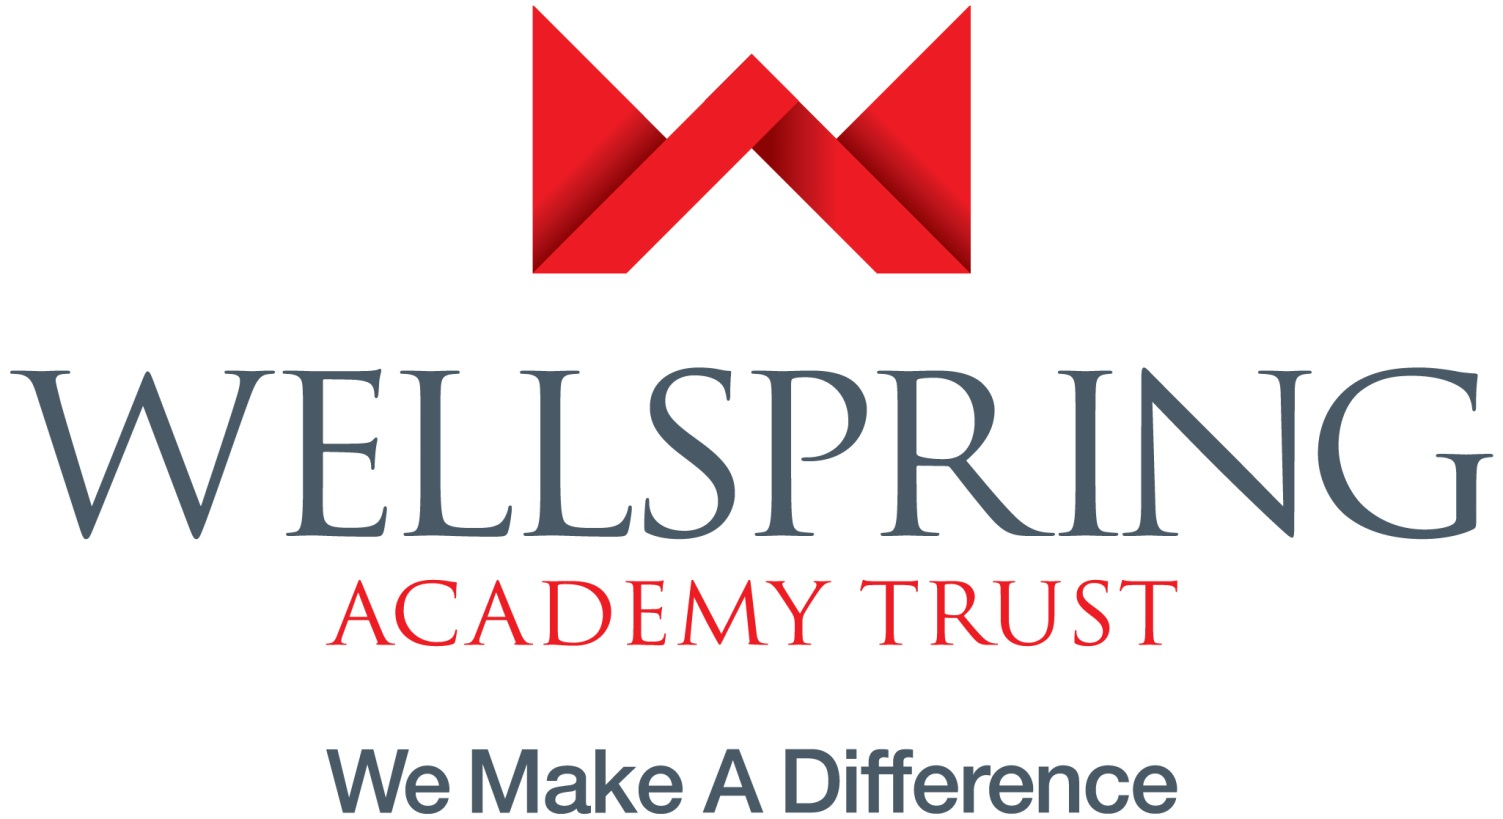 WELLSPRING
ACADEMY TRUST
We Make A Difference